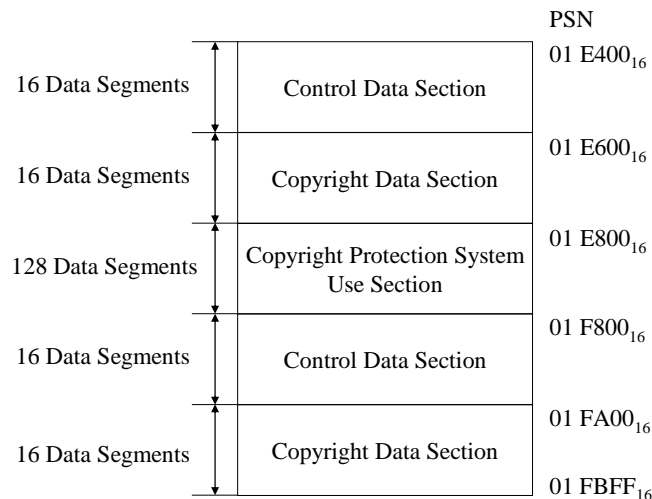 PSN
01 E400₁₆
16 Data Segments
Control Data Section
01 E600₁₆
16 Data Segments
Copyright Data Section
01 E800₁₆
128 Data Segments
Copyright Protection System
Use Section
01 F800₁₆
16 Data Segments
Control Data Section
01 FA00₁₆
16 Data Segments
Copyright Data Section
01 FBFF₁₆